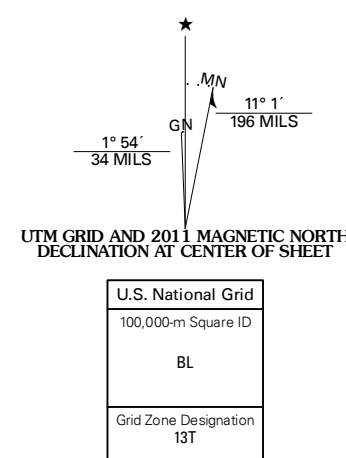 ★
MN
11° 1´
196 MILS
GN
1° 54´
34 MILS
UTM GRID AND 2011 MAGNETIC NORTH
DECLINATION AT CENTER OF SHEET
U.S. National Grid
100,000-m Square ID
BL
Grid Zone Designation
13T